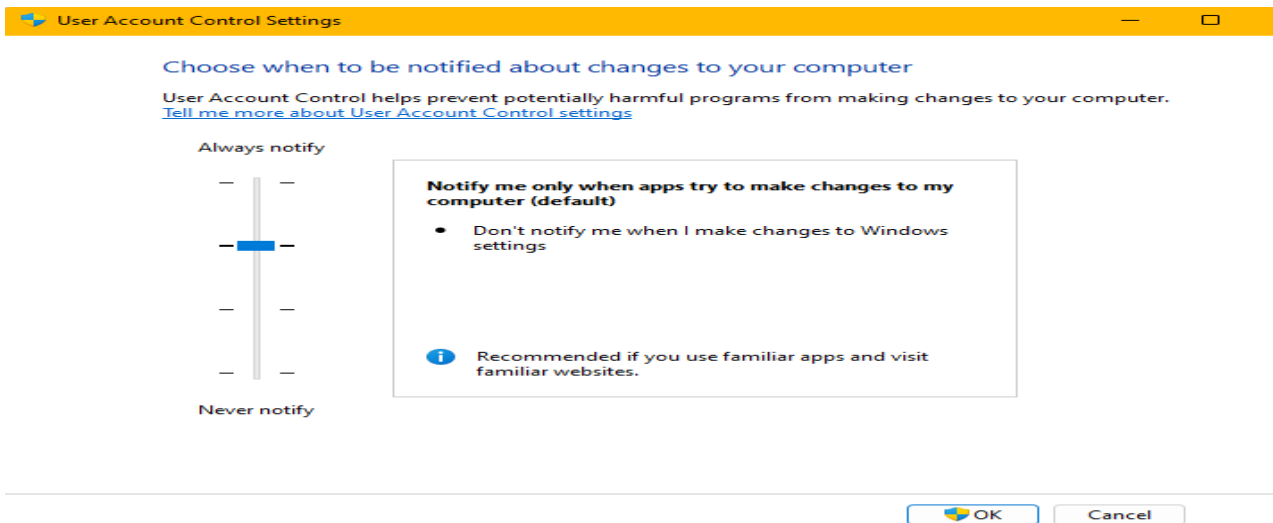 User Account Control Settings
Choose when to be notified about changes to your computer
User Account Control helps prevent potentially harmful programs from making changes to your computer.
Tell me more about User Account Control settings
Always notify
Notify me only when apps try to make changes to my
computer (default)
• Don't notify me when I make changes to Windows
settings
Recommended if you use familiar apps and visit
familiar websites.
Never notify
OK
Cancel